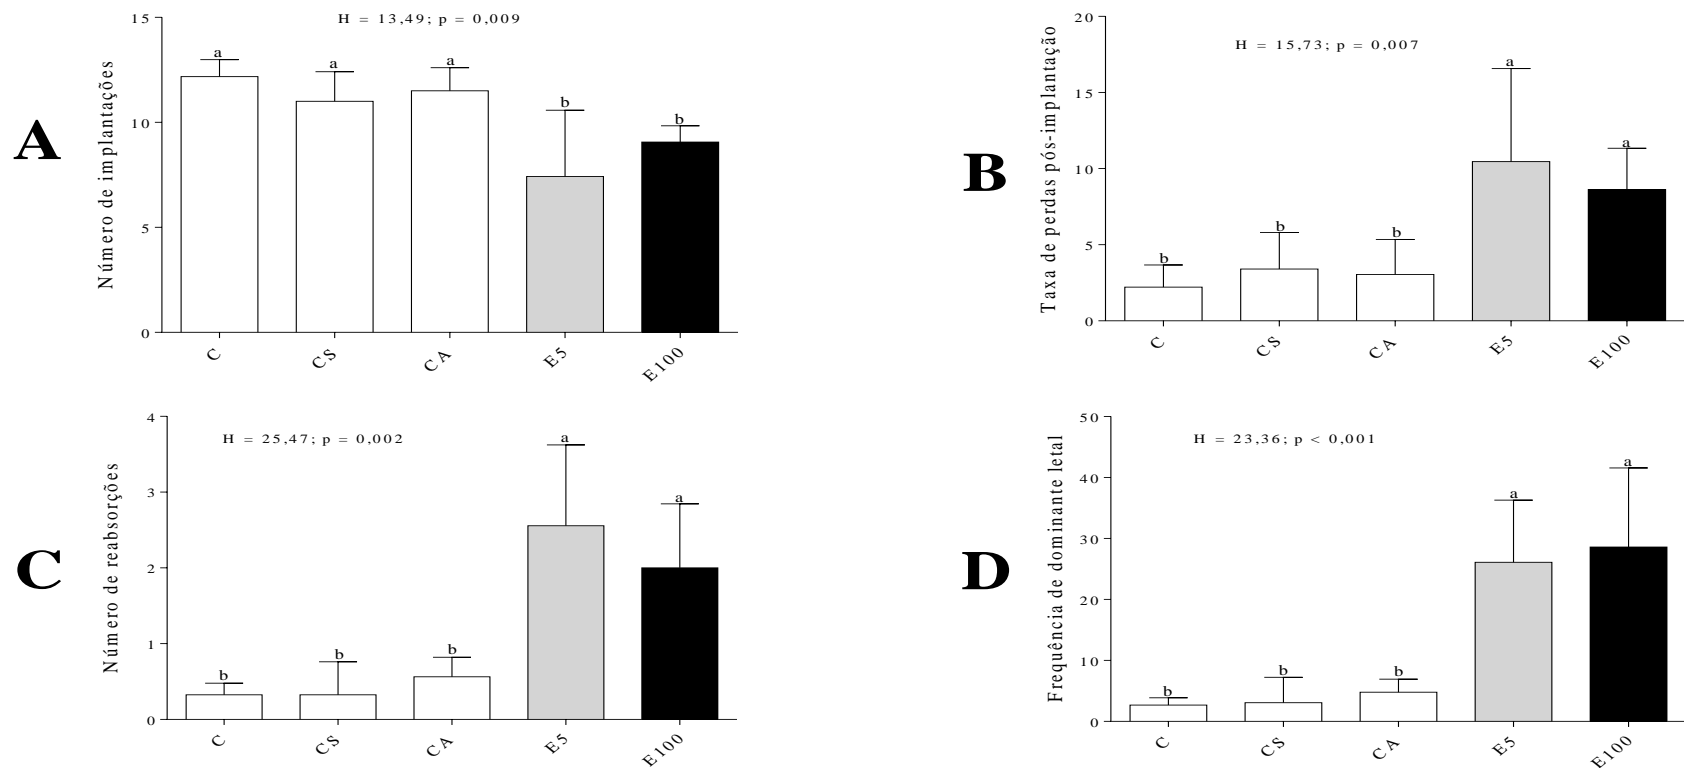 A
Número de implantações
H = 13,49; p = 0,009
15
10
5
0
a
a
a
b
b
C
CS
CA
E5
E100
B
Taxa de perdas pós-implantação
H = 15,73; p = 0,007
20
15
10
5
0
b
b
b
a
a
C
CS
CA
E5
E100
C
Número de reabsorções
H = 25,47; p = 0,002
4
3
2
1
0
b
b
b
a
a
C
CS
CA
E5
E100
D
Frequência de dominante letal
H = 23,36; p < 0,001
50
40
30
20
10
0
b
b
b
a
a
C
CS
CA
E5
E100